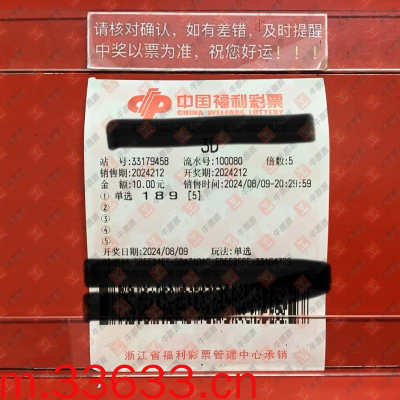 请核对确认，如有差错，及时提醒
中奖以票为准，祝您好运！！！
中国福利彩票
CHINA WELFARE LOTTERY
3D
站 号:33179458 流水号:100080 倍数:5
销售期:2024212 开奖期:2024212
金 额:10.00元 销售时间:2024/08/09-20:29:59
① 单选 1 8 9 [5]
②
③
④
⑤
开奖日期:2024/08/09 玩法:单选
浙江省福利彩票管理中心承销
m.33633.cn